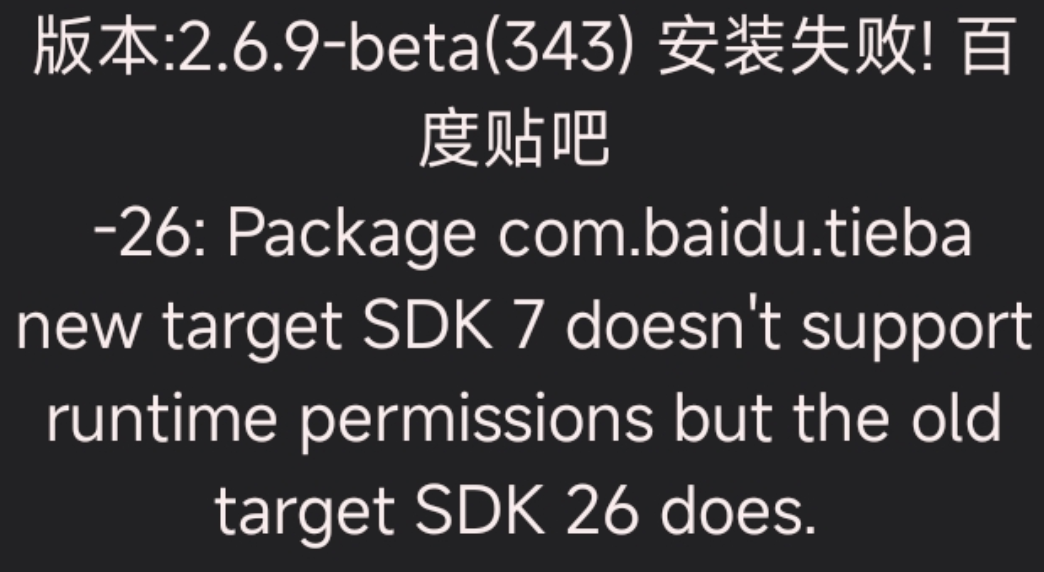 版本:2.6.9-beta(343) 安装失败! 百
度贴吧
-26: Package com.baidu.tieba
new target SDK 7 doesn't support
runtime permissions but the old
target SDK 26 does.